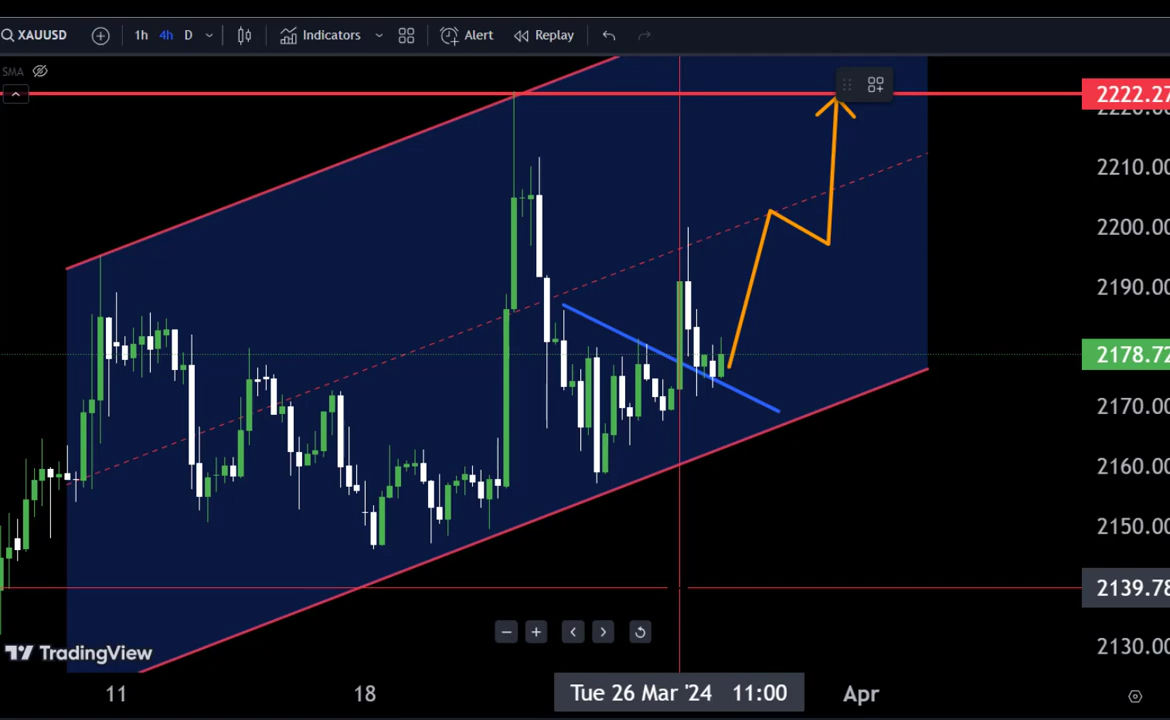 XAUUSD 1h 4h D Indicators Alert Replay
SMA
2222.27
2210.00
2200.00
2190.00
2178.72
2170.00
2160.00
2150.00
2139.78
2130.00
TradingView
11 18 Tue 26 Mar '24 11:00 Apr